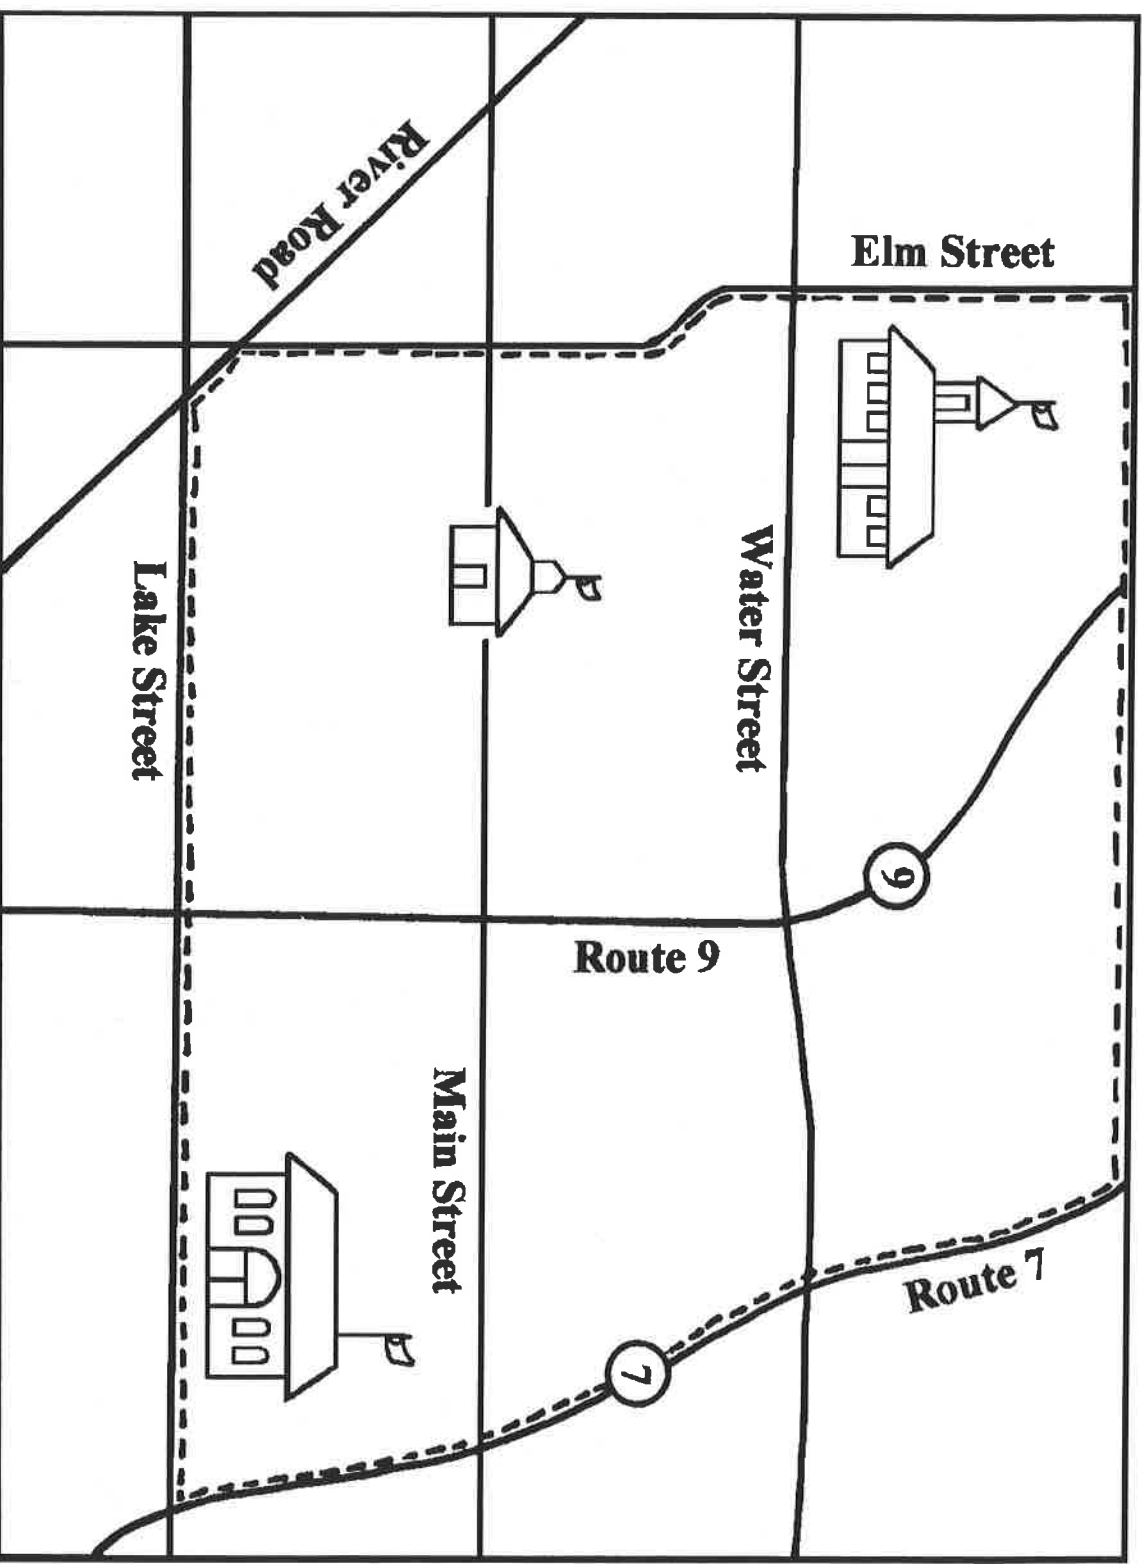 River Road
Elm Street
Water Street
Lake Street
9
Route 9
Main Street
Route 7
7